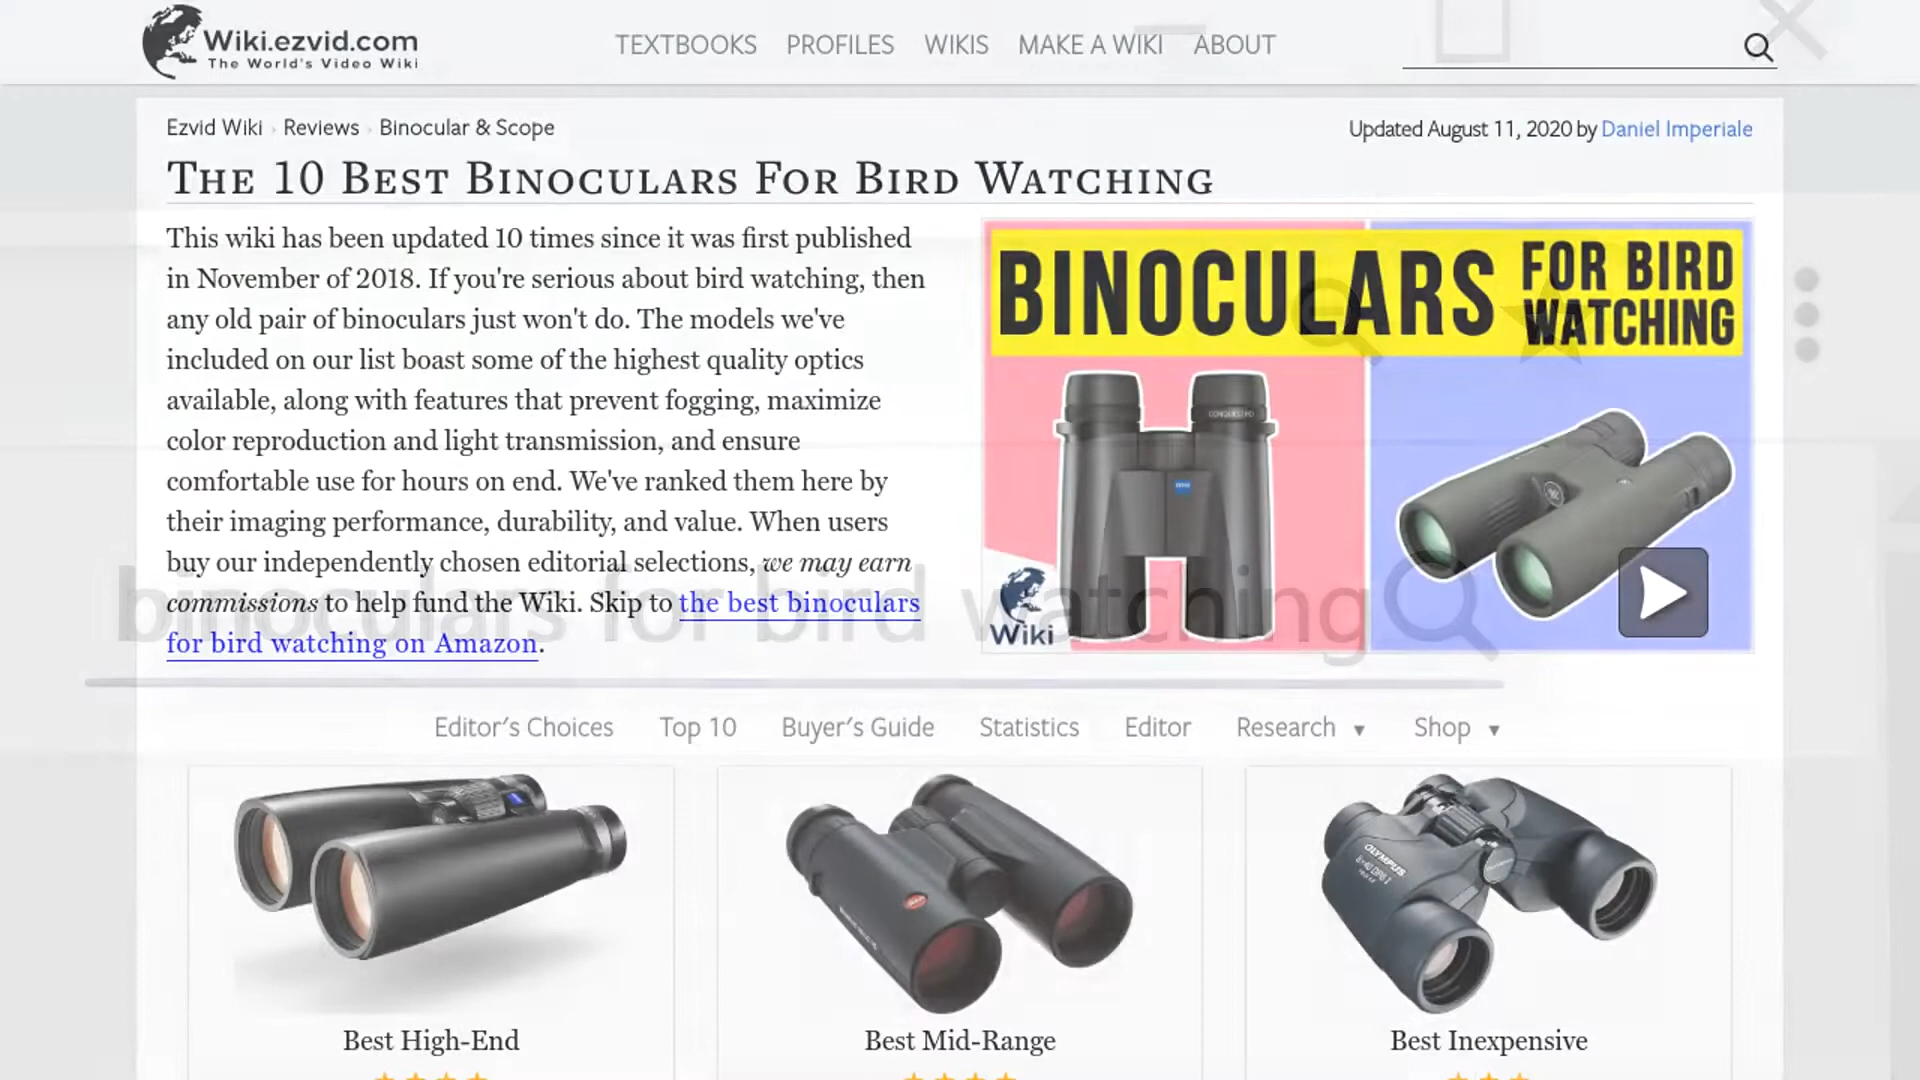 Wiki.ezvid.com
The World's Video Wiki
TEXTBOOKS PROFILES WIKIS MAKE A WIKI ABOUT
Ezvid Wiki › Reviews › Binocular & Scope
Updated August 11, 2020 by Daniel Imperiale
The 10 Best Binoculars For Bird Watching
This wiki has been updated 10 times since it was first published
in November of 2018. If you're serious about bird watching, then
any old pair of binoculars just won't do. The models we've
included on our list boast some of the highest quality optics
available, along with features that prevent fogging, maximize
color reproduction and light transmission, and ensure
comfortable use for hours on end. We've ranked them here by
their imaging performance, durability, and value. When users
buy our independently chosen editorial selections, we may earn
commissions to help fund the Wiki. Skip to the best binoculars
for bird watching on Amazon.
BINOCULARS FOR BIRD
WATCHING
CONQUEST HD
ZEISS
Wiki
binoculars for bird watching
Editor's Choices Top 10 Buyer's Guide Statistics Editor Research ▼ Shop ▼
OLYMPUS
8x40 DPS I
Best High-End
Best Mid-Range
Best Inexpensive